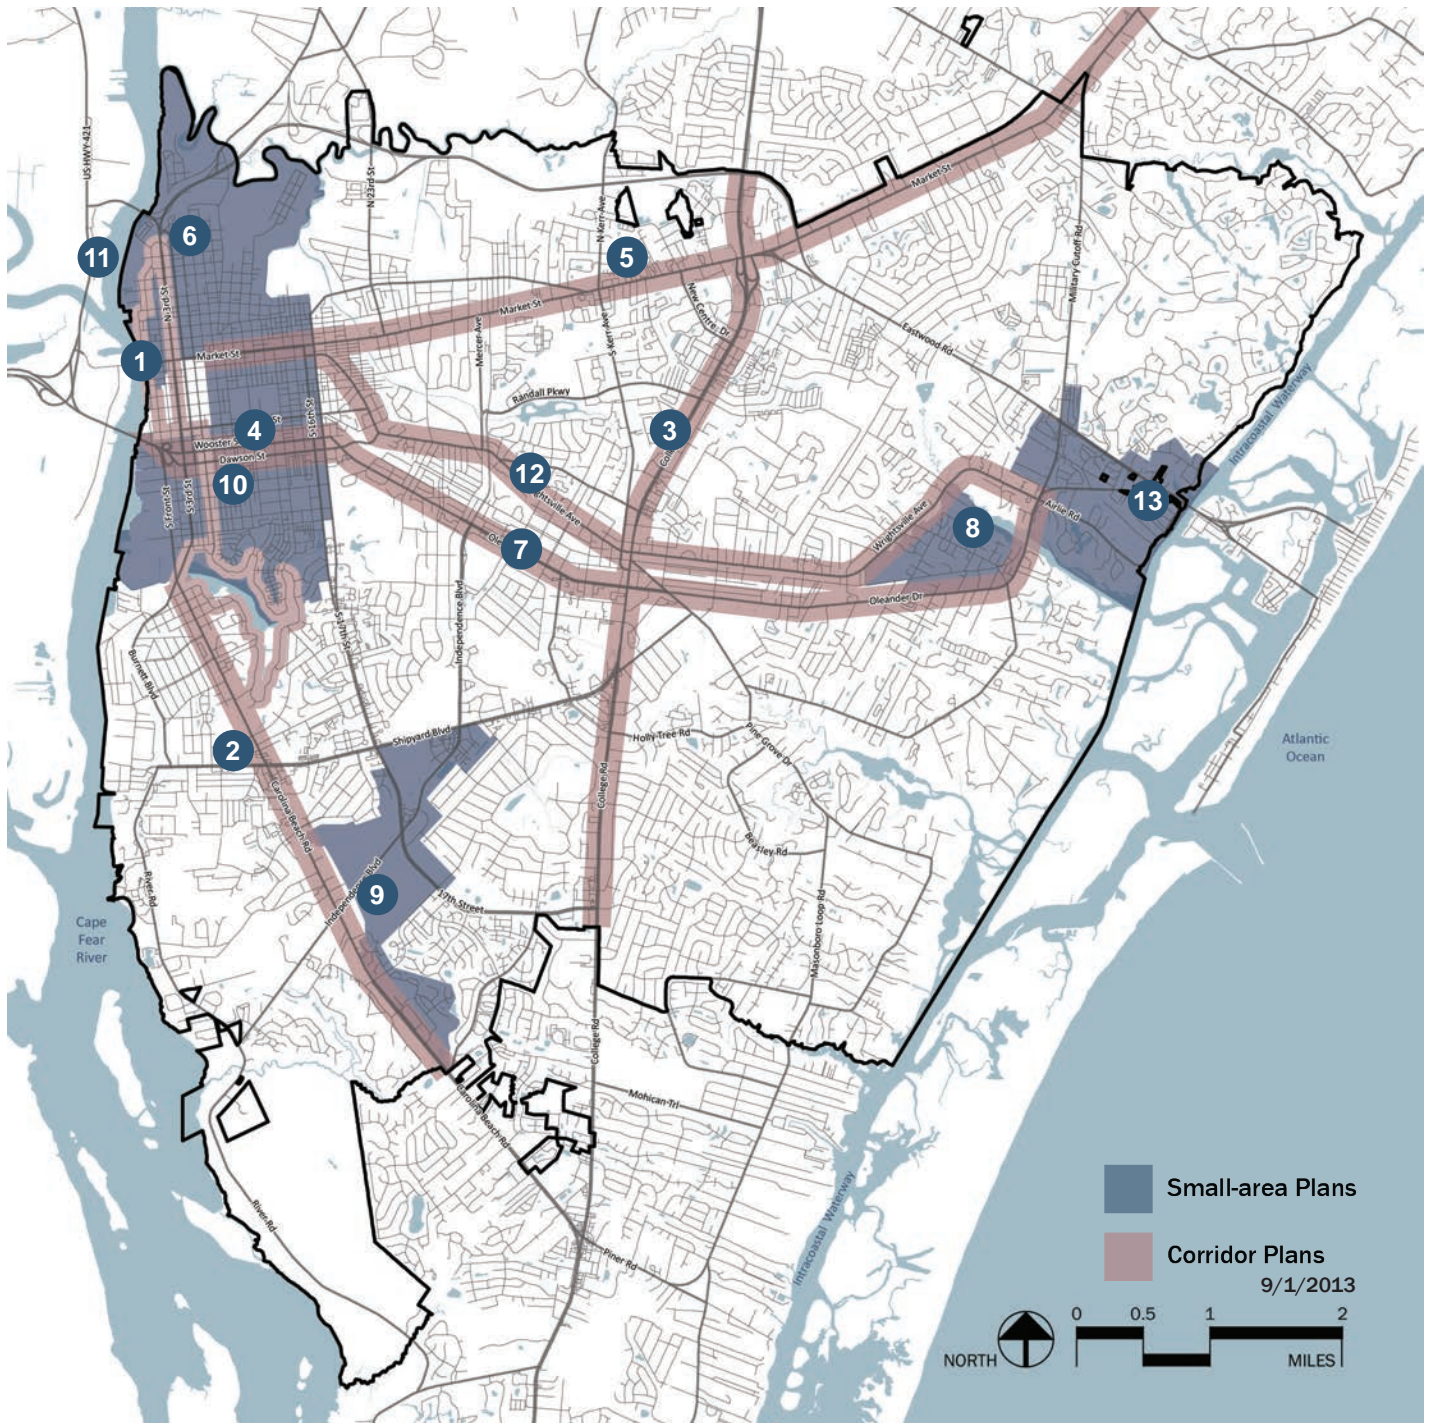 US HWY 421
N 23rd St
N Kerr Ave
Market St
Military Cutoff Rd
6
11
5
N 3rd St
Market St
New Centre Dr
Mercer Ave
S Kerr Ave
Eastwood Rd
1
Market St
Randall Pkwy
Intracoastal Waterway
S 16th St
4
3
Wooster
St
Dawson St
12
10
13
S Front St
S 3rd St
Wrightsville Ave
Airlie Rd
8
7
Oleander Dr
Independence Blvd
S 17th St
Burnett Blvd
Shipyard Blvd
Holly Tree Rd
Pine Grove Dr
2
Atlantic
Ocean
Carolina Beach Rd
College Rd
Beasley Rd
River Rd
Independence Blvd
9
17th Street
Masonboro Loop Rd
Cape
Fear
River
College Rd
Mohican Trl
Carolina Beach Rd
River Rd
Piner Rd
Intracoastal Waterway
Small-area Plans
Corridor Plans
9/1/2013
0 0.5 1 2
NORTH
MILES